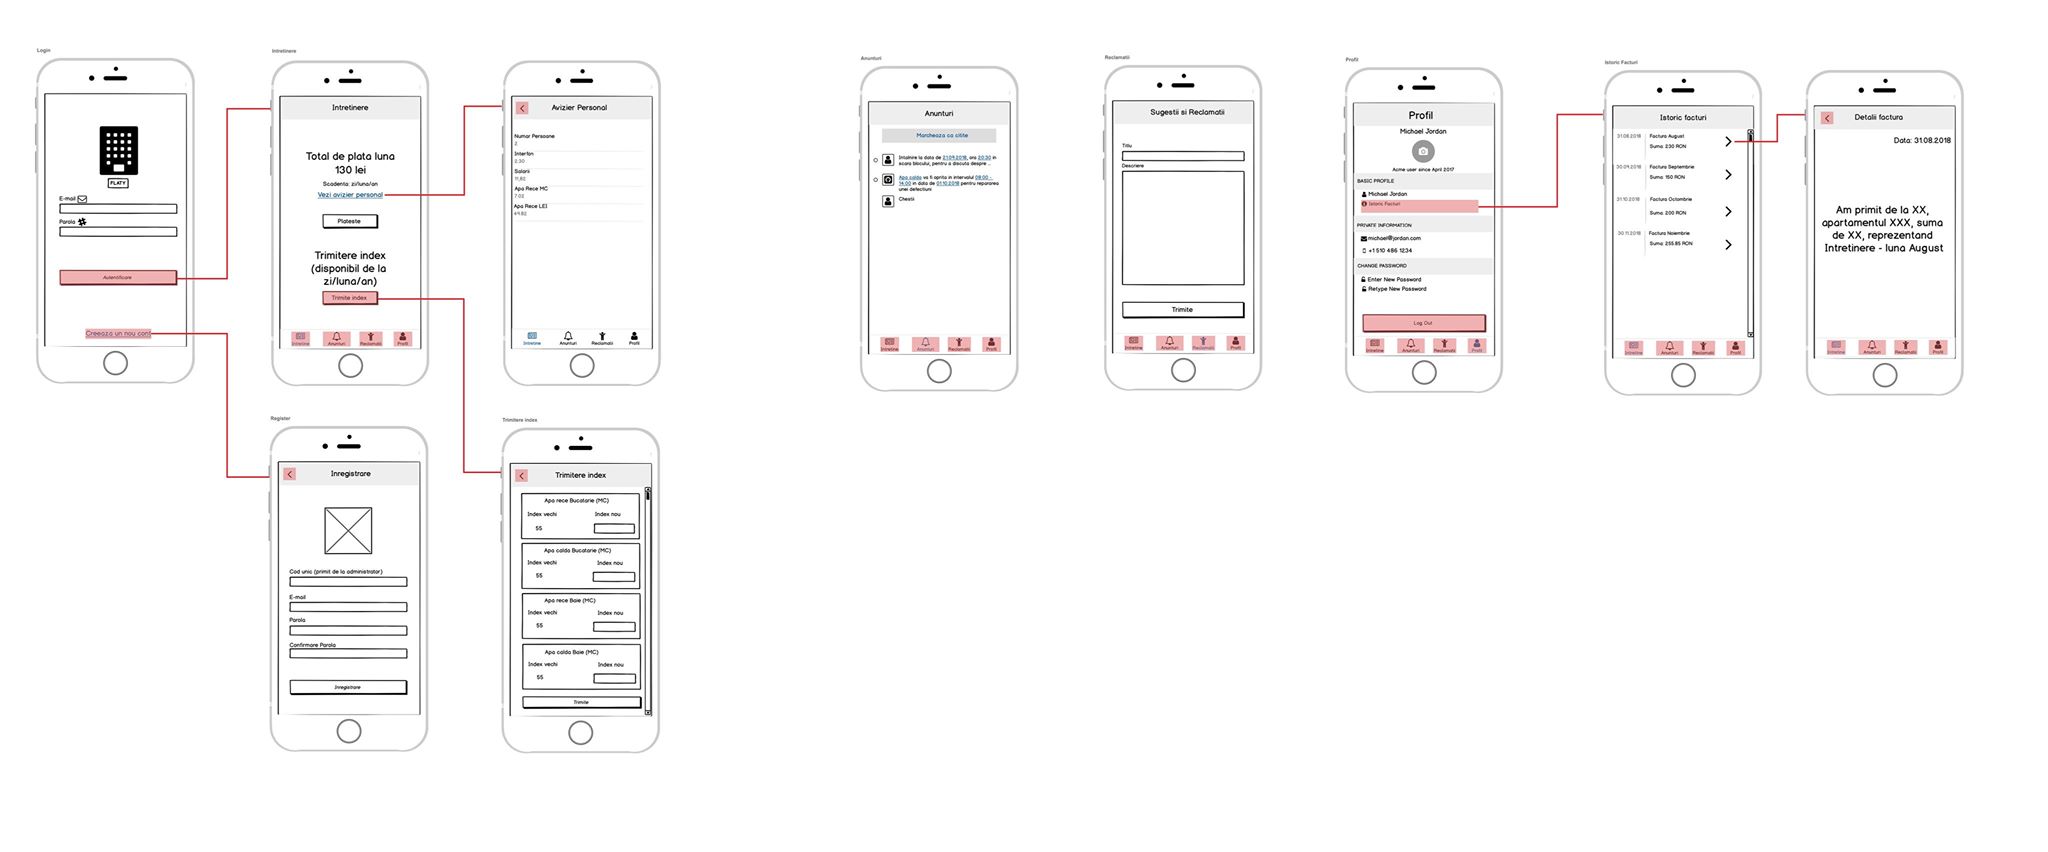 Login
FLATY
E-mail
Parola
Autentificare
Creeaza un nou cont
Intretinere
Intretinere
Total de plata luna
130 lei
Scadenta: zi/luna/an
Vezi avizier personal
Plateste
Trimitere index
(disponibil de la
zi/luna/an)
Trimite index
Intretine
Anunturi
Reclamatii
Profil
Avizier Personal
Numar Persoane
2
Interfon
2.30
Salarii
11,82
Apa Rece MC
7.02
Apa Rece LEI
49.82
Intretine
Anunturi
Reclamatii
Profil
Register
Inregistrare
Cod unic (primit de la administrator)
E-mail
Parola
Confirmare Parola
Inregistrare
Trimitere index
Trimitere index
Apa rece Bucatarie (MC)
Index vechi Index nou
55
Apa calda Bucatarie (MC)
Index vechi Index nou
55
Apa rece Baie (MC)
Index vechi Index nou
55
Apa calda Baie (MC)
Index vechi Index nou
55
Trimite
Anunturi
Anunturi
Marcheaza ca citite
Intalnire la data de 21.09.2018, ora 20:30 in
scara blocului, pentru a discuta despre ...
Apa calda va fi oprita in intervalul 08:00 -
14:00 in data de 01.10.2018 pentru repararea
unei defectiuni
Chestii
Intretine
Anunturi
Reclamatii
Profil
Reclamatii
Sugestii si Reclamatii
Titlu
Descriere
Trimite
Intretine
Anunturi
Reclamatii
Profil
Profil
Profil
Michael Jordan
Acme user since April 2017
BASIC PROFILE
Michael Jordan
Istoric Facturi
PRIVATE INFORMATION
michael@jordan.com
+1 510 486 1234
CHANGE PASSWORD
Enter New Password
Retype New Password
Log Out
Intretine
Anunturi
Reclamatii
Profil
Istoric Facturi
Istoric facturi
31.08.2018 Factura August
Suma: 230 RON
30.09.2018 Factura Septembrie
Suma: 150 RON
31.10.2018 Factura Octombrie
Suma: 200 RON
30.11.2018 Factura Noiembrie
Suma: 255.85 RON
Intretine
Anunturi
Reclamatii
Profil
Detalii factura
Data: 31.08.2018
Am primit de la XX,
apartamentul XXX, suma
de XX, reprezentand
Intretinere - luna August
Intretine
Anunturi
Reclamatii
Profil